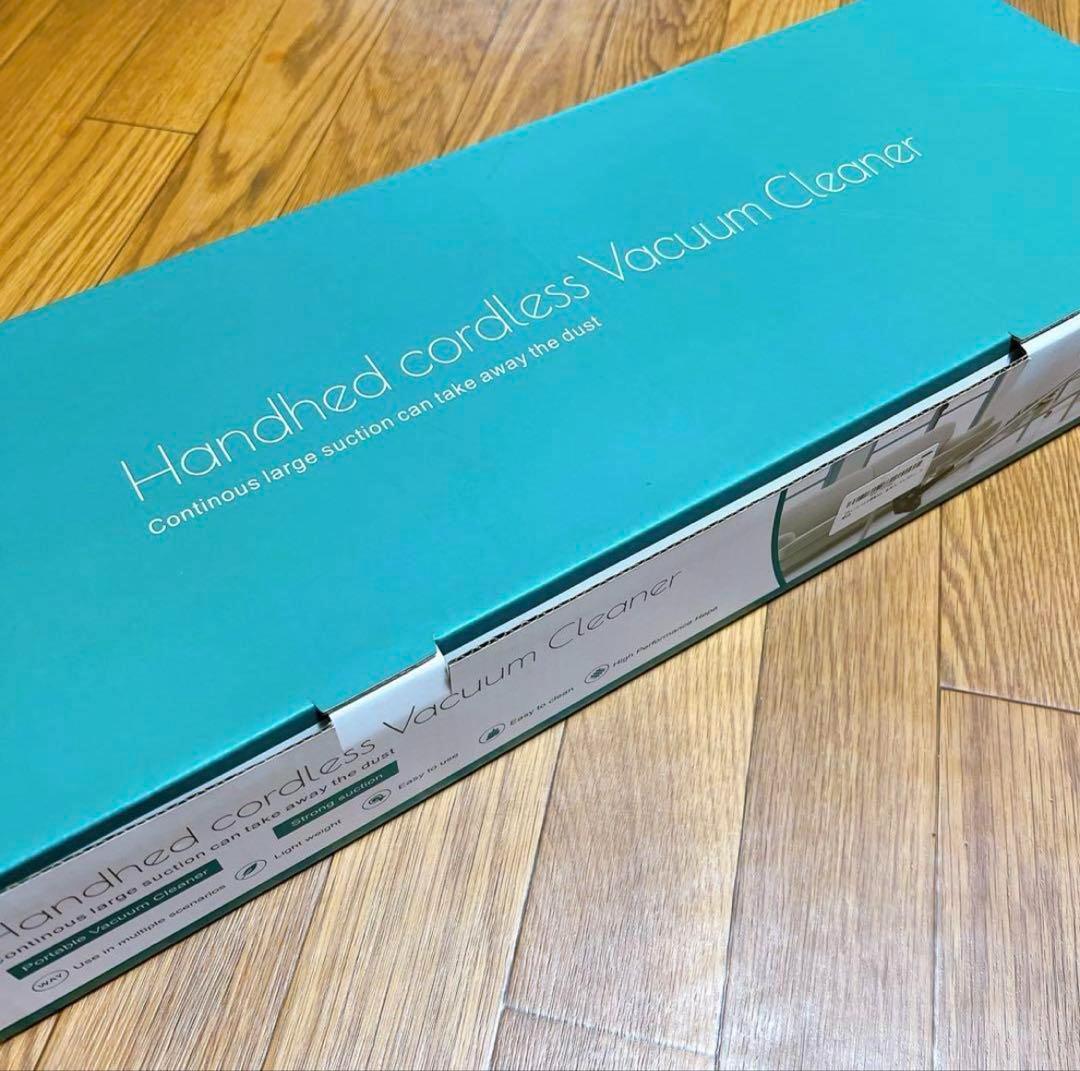 Handhed cordless Vacuum Cleaner
Continous large suction can take away the dust
Handhed cordless Vacuum Cleaner
Continous large suction can take away the dust
Portable Vacuum Cleaner
Strong suction
WAY
Use in multiple scenarios
Light weight
Easy to use
Easy to clean
High Performance Hepa